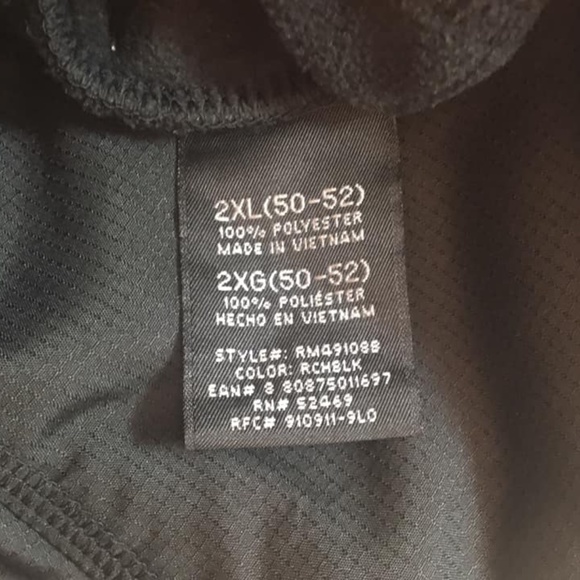 2XL(50-52)
100% POLYESTER
MADE IN VIETNAM
2XG(50-52)
100% POLIÉSTER
HECHO EN VIETNAM
STYLE#: RM491088
COLOR: RCHBLK
EAN# 8 80875011697
RN# 52469
RFC# 910911-9L0